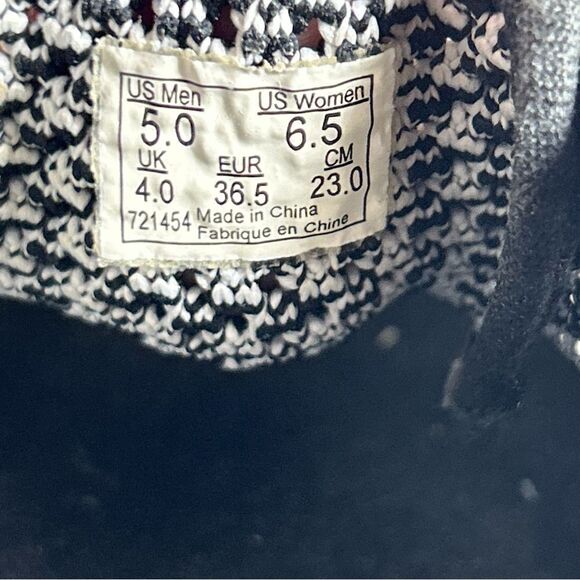 US Men US Women
5.0 6.5
UK EUR CM
4.0 36.5 23.0
721454 Made in China
Fabrique en Chine